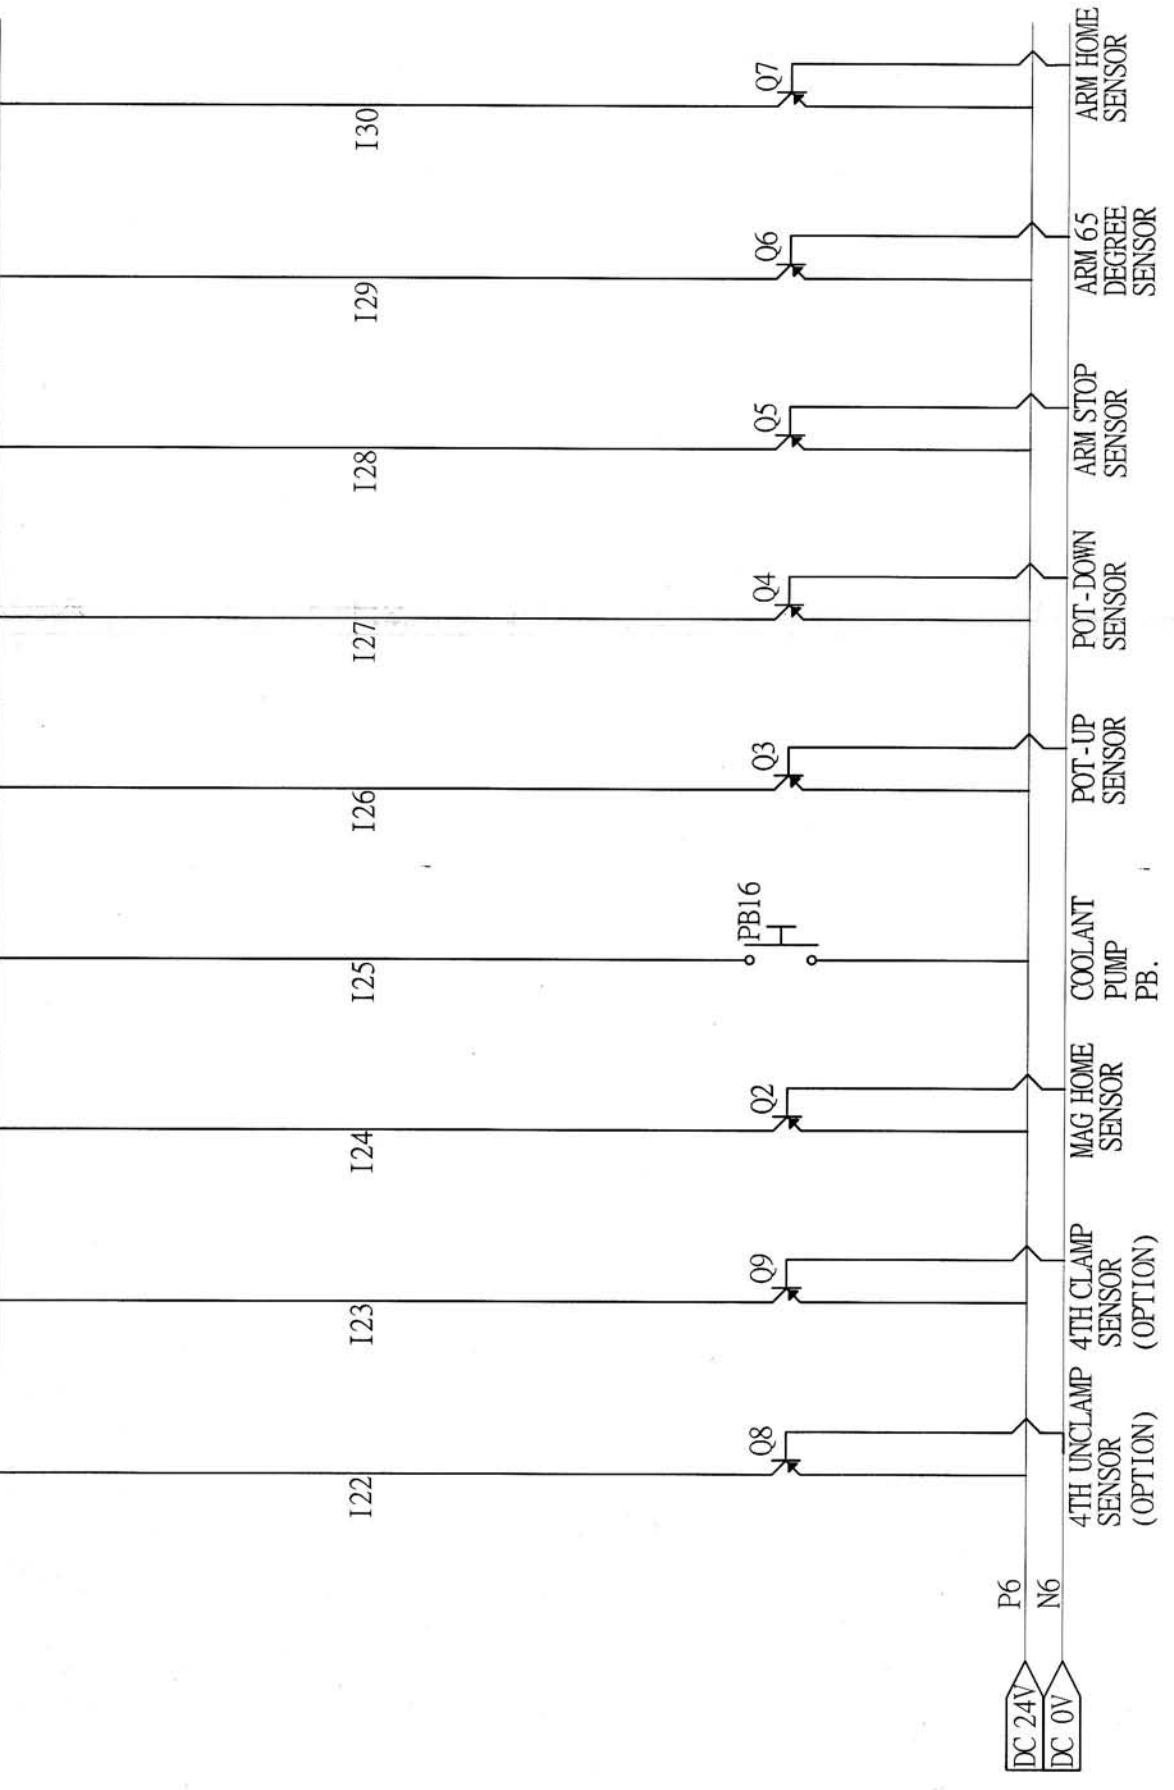 I22
I23
I24
I25
I26
I27
I28
I29
I30
Q8
Q9
Q2
PB16
Q3
Q4
Q5
Q6
Q7
DC 24V
P6
DC 0V
N6
4TH UNCLAMP
SENSOR
(OPTION)
4TH CLAMP
SENSOR
(OPTION)
MAG HOME
SENSOR
COOLANT
PUMP
PB.
POT-UP
SENSOR
POT-DOWN
SENSOR
ARM STOP
SENSOR
ARM 65
DEGREE
SENSOR
ARM HOME
SENSOR